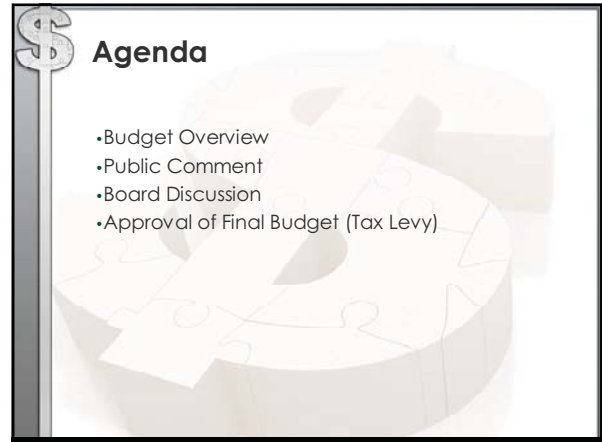 $
Agenda
•Budget Overview
•Public Comment
•Board Discussion
•Approval of Final Budget (Tax Levy)